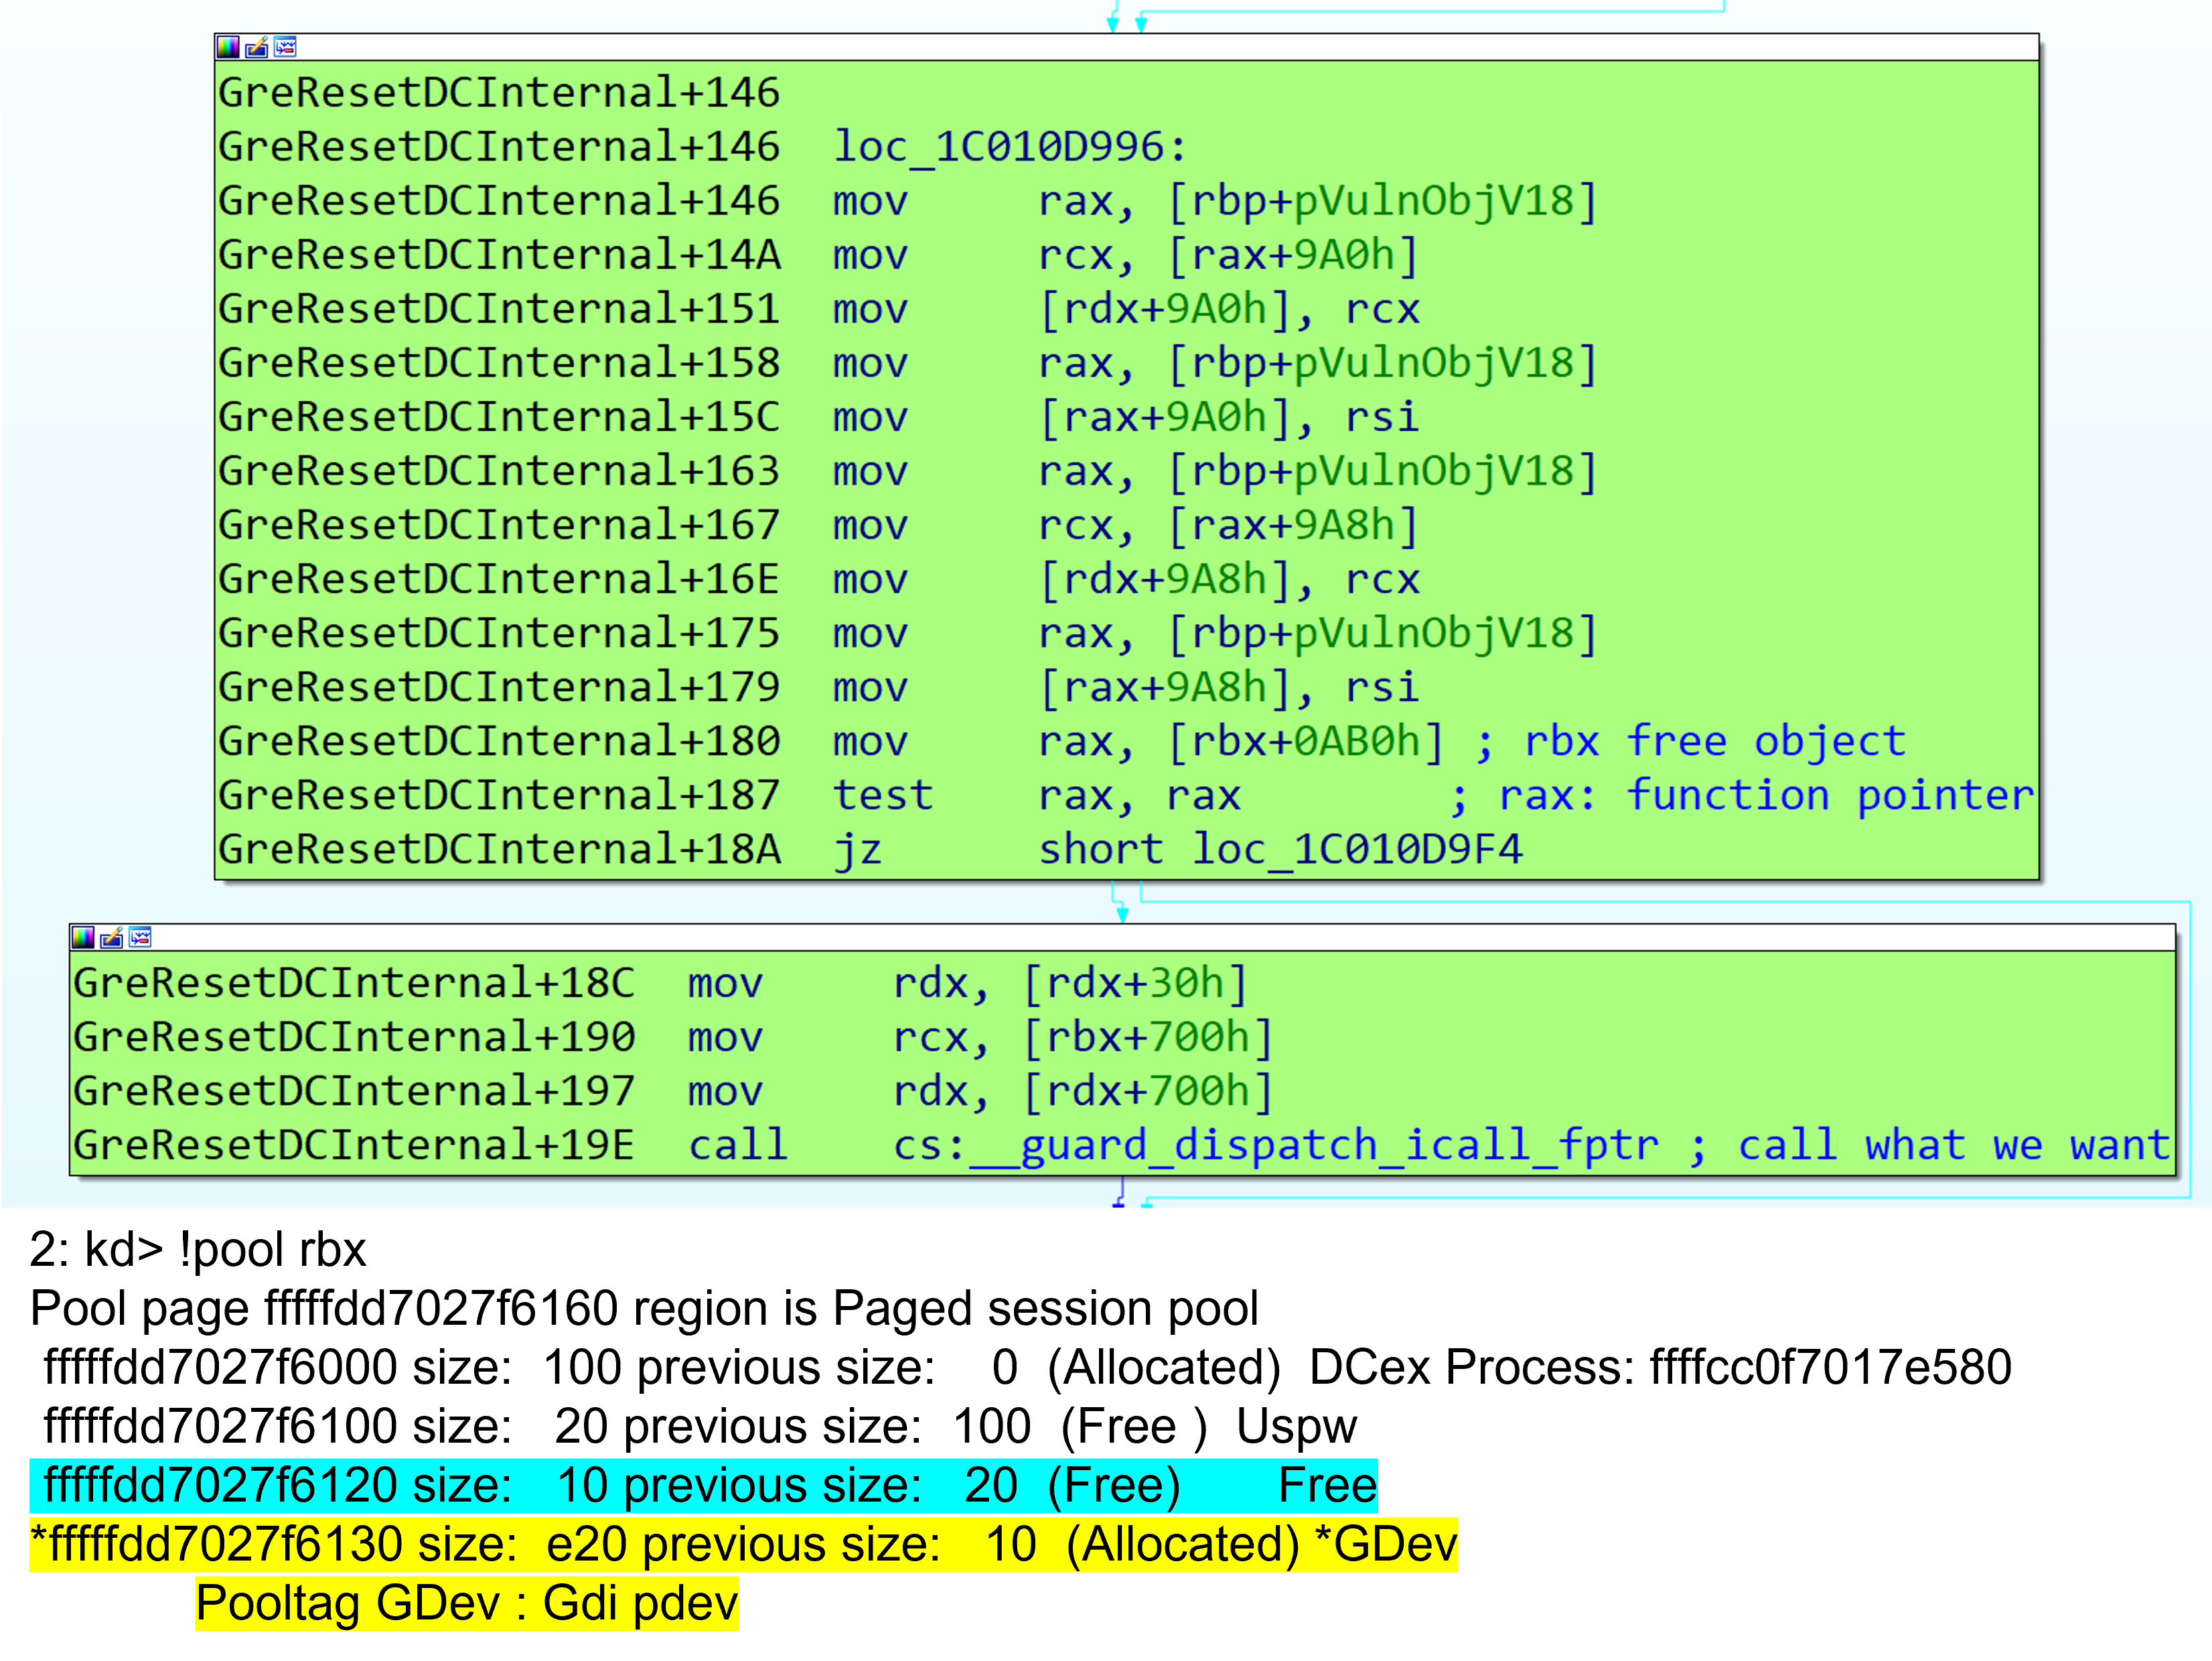 GreResetDCInternal+146
GreResetDCInternal+146 loc_1C010D996:
GreResetDCInternal+146 mov rax, [rbp+pVulnObjV18]
GreResetDCInternal+14A mov rcx, [rax+9A0h]
GreResetDCInternal+151 mov [rdx+9A0h], rcx
GreResetDCInternal+158 mov rax, [rbp+pVulnObjV18]
GreResetDCInternal+15C mov [rax+9A0h], rsi
GreResetDCInternal+163 mov rax, [rbp+pVulnObjV18]
GreResetDCInternal+167 mov rcx, [rax+9A8h]
GreResetDCInternal+16E mov [rdx+9A8h], rcx
GreResetDCInternal+175 mov rax, [rbp+pVulnObjV18]
GreResetDCInternal+179 mov [rax+9A8h], rsi
GreResetDCInternal+180 mov rax, [rbx+0AB0h] ; rbx free object
GreResetDCInternal+187 test rax, rax ; rax: function pointer
GreResetDCInternal+18A jz short loc_1C010D9F4
GreResetDCInternal+18C mov rdx, [rdx+30h]
GreResetDCInternal+190 mov rcx, [rbx+700h]
GreResetDCInternal+197 mov rdx, [rdx+700h]
GreResetDCInternal+19E call cs:__guard_dispatch_icall_fptr ; call what we want
2: kd> !pool rbx
Pool page fffffdd7027f6160 region is Paged session pool
fffffdd7027f6000 size: 100 previous size: 0 (Allocated) DCex Process: ffffcc0f7017e580
fffffdd7027f6100 size: 20 previous size: 100 (Free ) Uspw
fffffdd7027f6120 size: 10 previous size: 20 (Free) Free
*fffffdd7027f6130 size: e20 previous size: 10 (Allocated) *GDev
Pooltag GDev : Gdi pdev